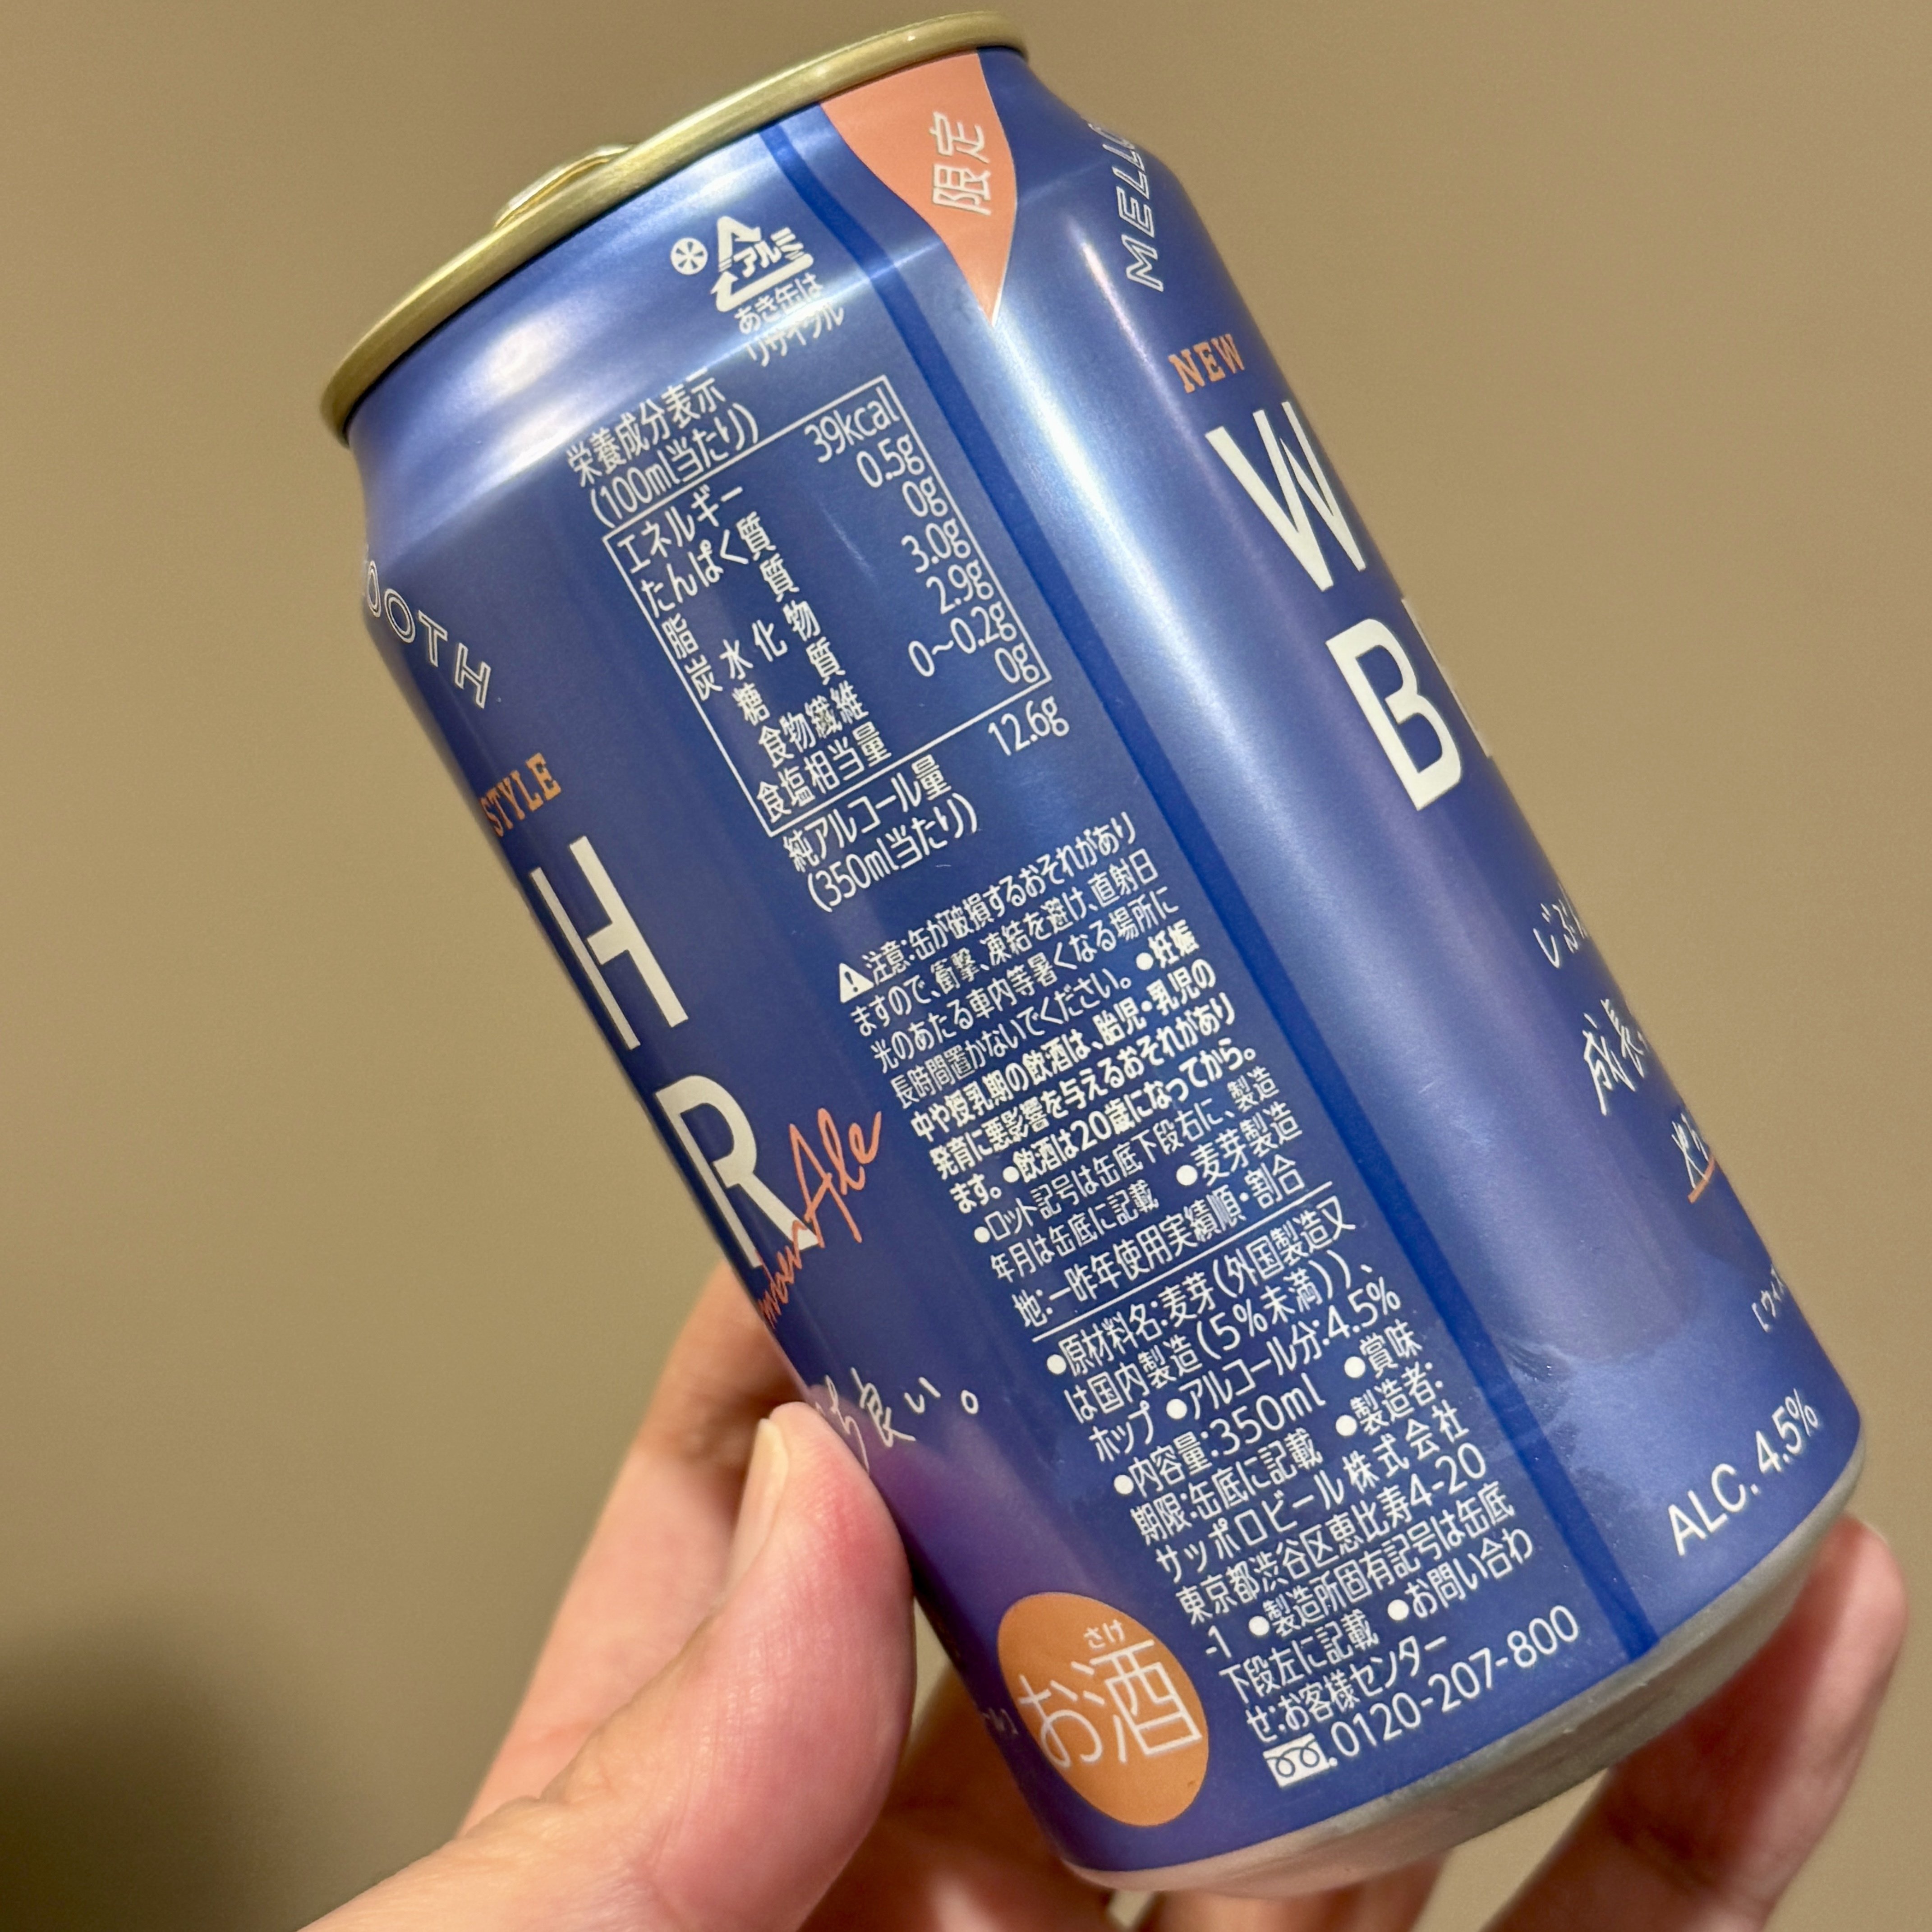 限定
アルミ
あき缶は
リサイクル
栄養成分表示
(100ml当たり)
エネルギー 39kcal
たんぱく質 0.5g
脂質 0g
炭水化物 3.0g
糖質 2.9g
食物繊維 0~0.2g
食塩相当量 0g
純アルコール量 12.6g
(350ml当たり)
注意:缶が破損するおそれがあり
ますので、衝撃、凍結を避け、直射日
光のあたる車内等暑くなる場所に
長時間置かないでください。●妊娠
中や授乳期の飲酒は、胎児・乳児の
発育に悪影響を与えるおそれがあり
ます。●飲酒は20歳になってから。
●ロット記号は缶底下段右に、製造
年月は缶底に記載 ●麦芽製造
地:一昨年使用実績順・割合
●原材料名:麦芽(外国製造又
は国内製造(5%未満))、
ホップ ●アルコール分:4.5%
●内容量:350ml ●賞味
期限:缶底に記載 ●製造者:
サッポロビール株式会社
東京都渋谷区恵比寿4-20
-1 ●製造所固有記号は缶底
下段左に記載 ●お問い合わ
せ:お客様センター
0120-207-800
さけ
お酒
OOTH
STYLE
H
R
Ale
良い。
MELLO
NEW
W
B
成長
ALC. 4.5%